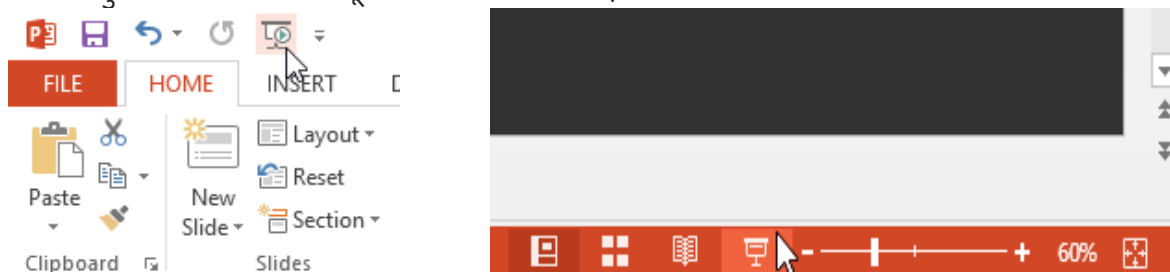 FILE
HOME
INSERT
Paste
New
Slide
Layout
Reset
Section
Clipboard
Slides
60%